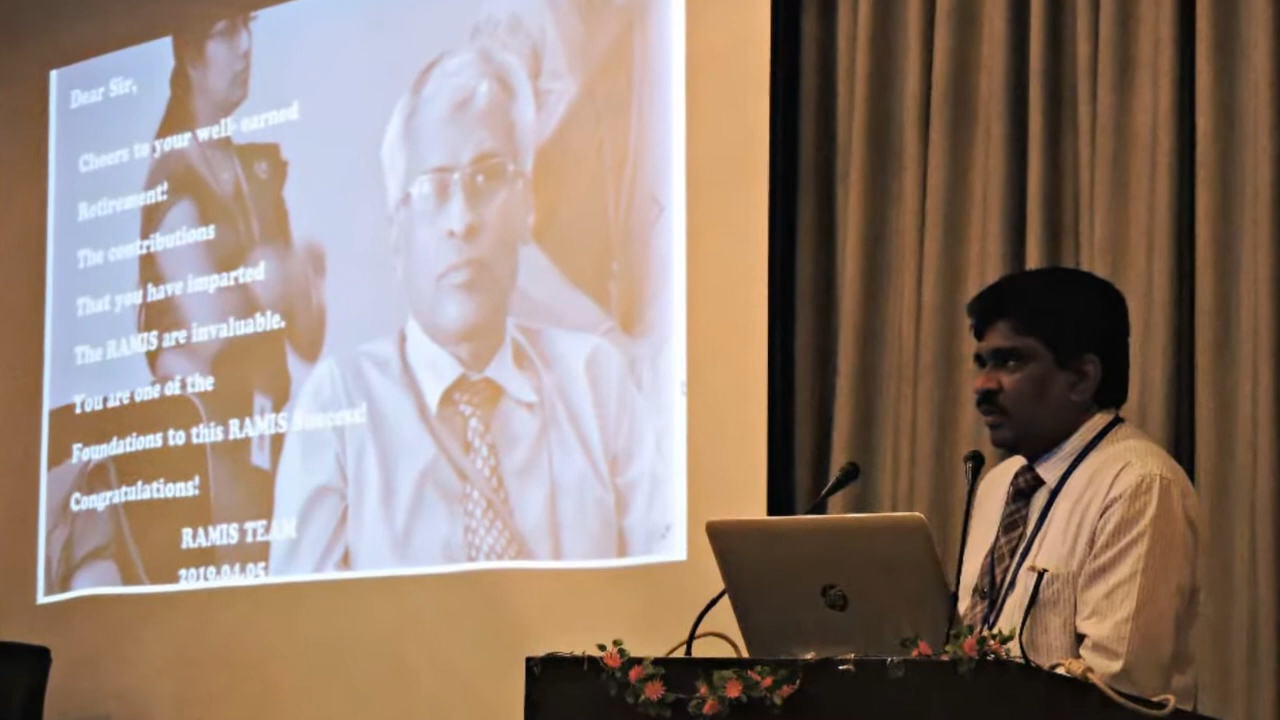 Dear Sir,
Cheers to your well- earned
Retirement!
The contributions
That you have imparted
The RAMIS are invaluable.
You are one of the
Foundations to this RAMIS Success!
Congratulations!
RAMIS TEAM
2019.04.05